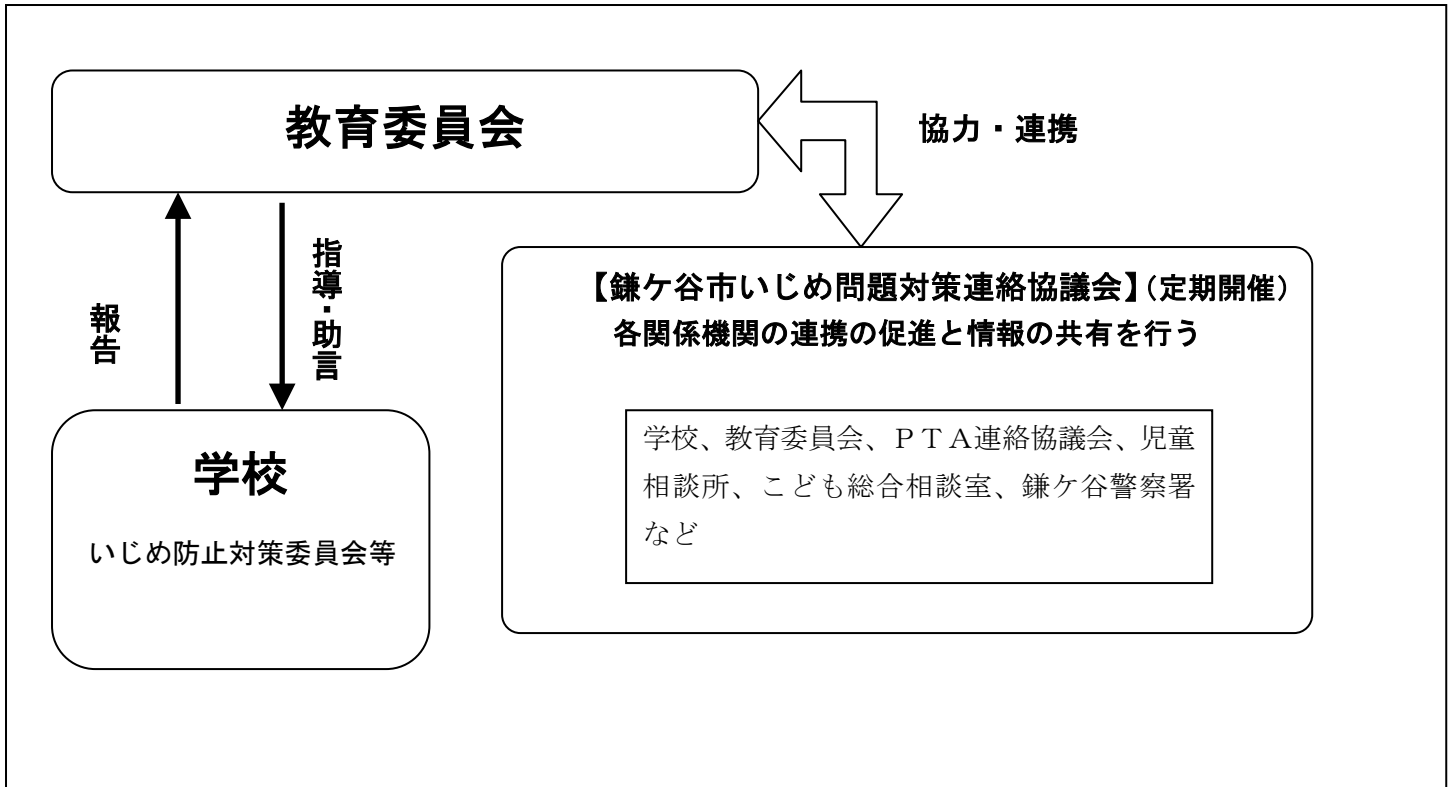 教育委員会
協力・連携
報告
指導・助言
【鎌ケ谷市いじめ問題対策連絡協議会】(定期開催)
各関係機関の連携の促進と情報の共有を行う
学校、教育委員会、PTA連絡協議会、児童
相談所、こども総合相談室、鎌ケ谷警察署
など
学校
いじめ防止対策委員会等